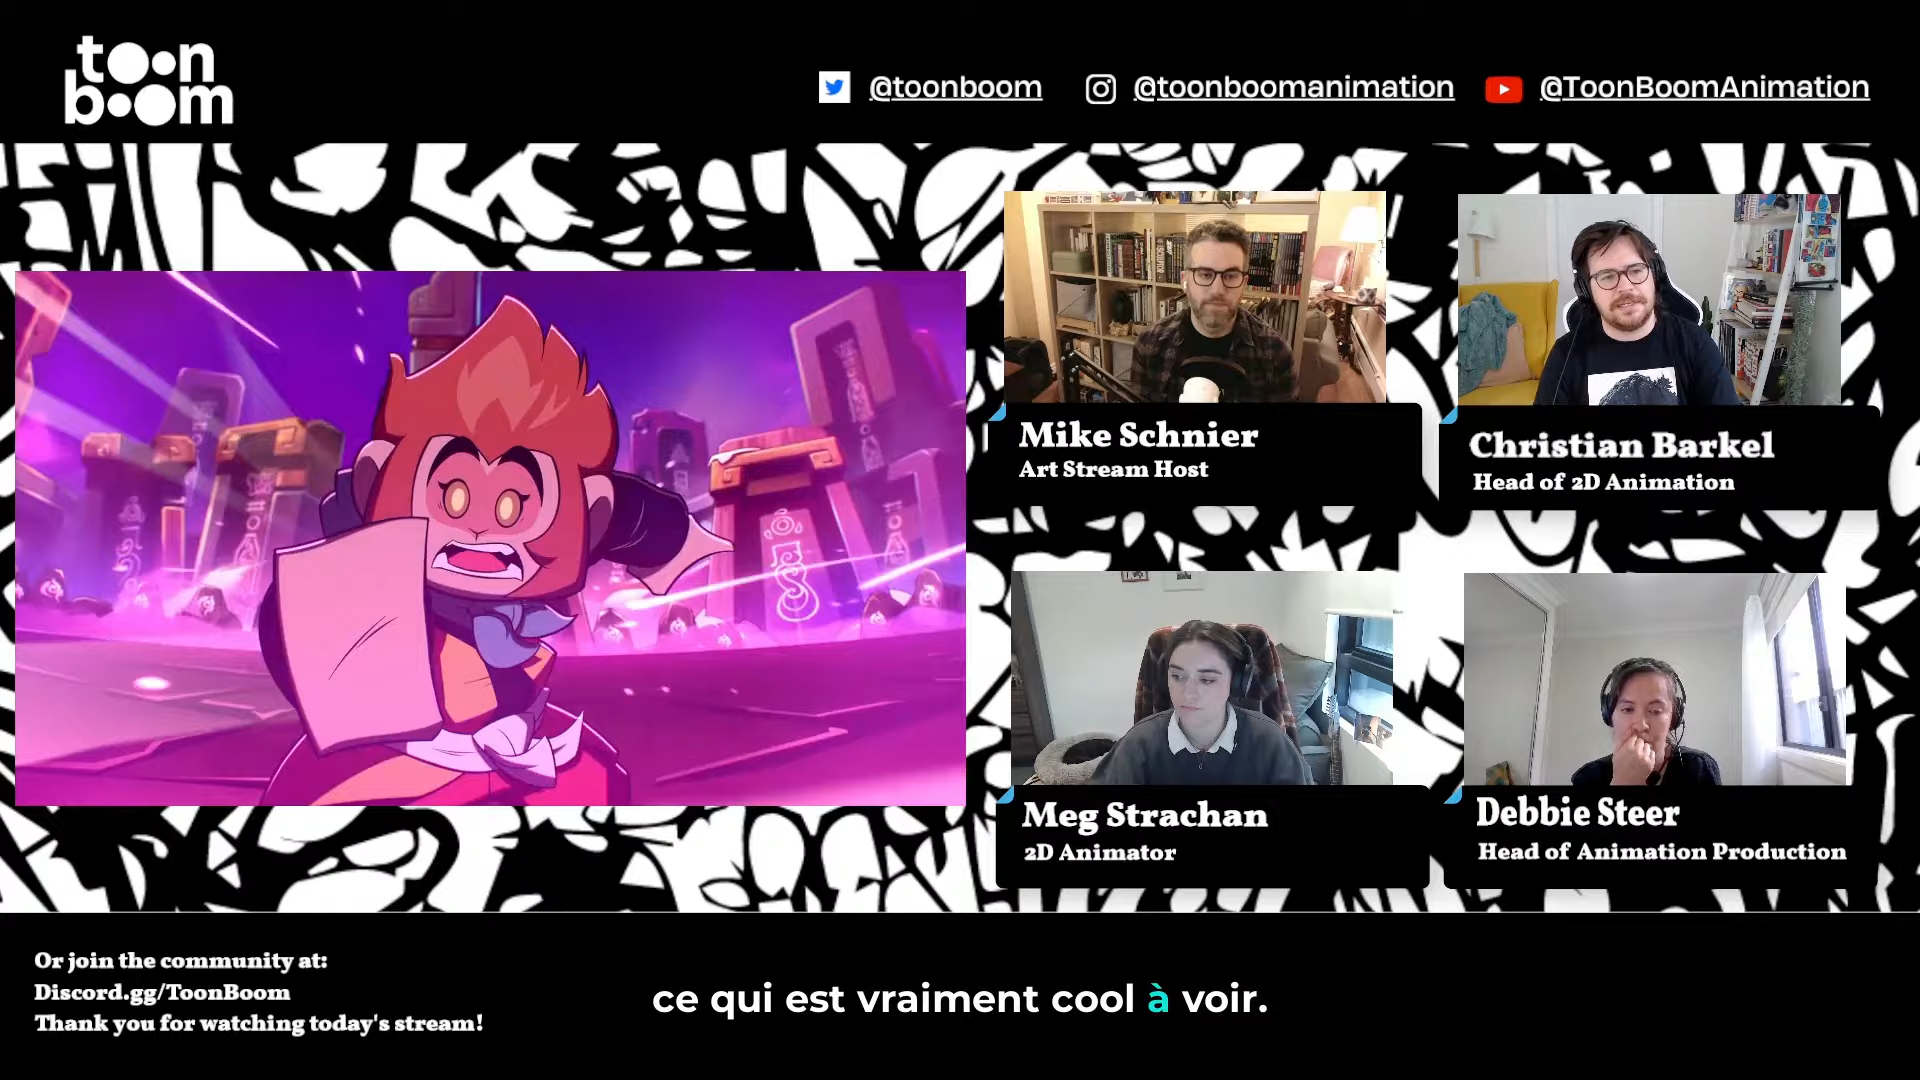 toon
boom
@toonboom
@toonboomanimation
@ToonBoomAnimation
Mike Schnier
Art Stream Host
Christian Barkel
Head of 2D Animation
Meg Strachan
2D Animator
Debbie Steer
Head of Animation Production
Or join the community at:
Discord.gg/ToonBoom
Thank you for watching today's stream!
ce qui est vraiment cool à voir.